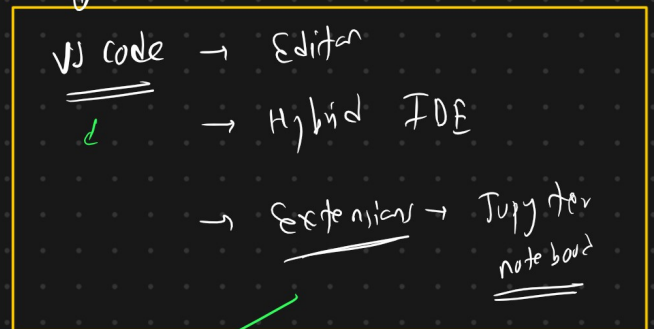 VS code → Editor
→ Hybrid IDE
→ Extensions → Jupyter
notebook